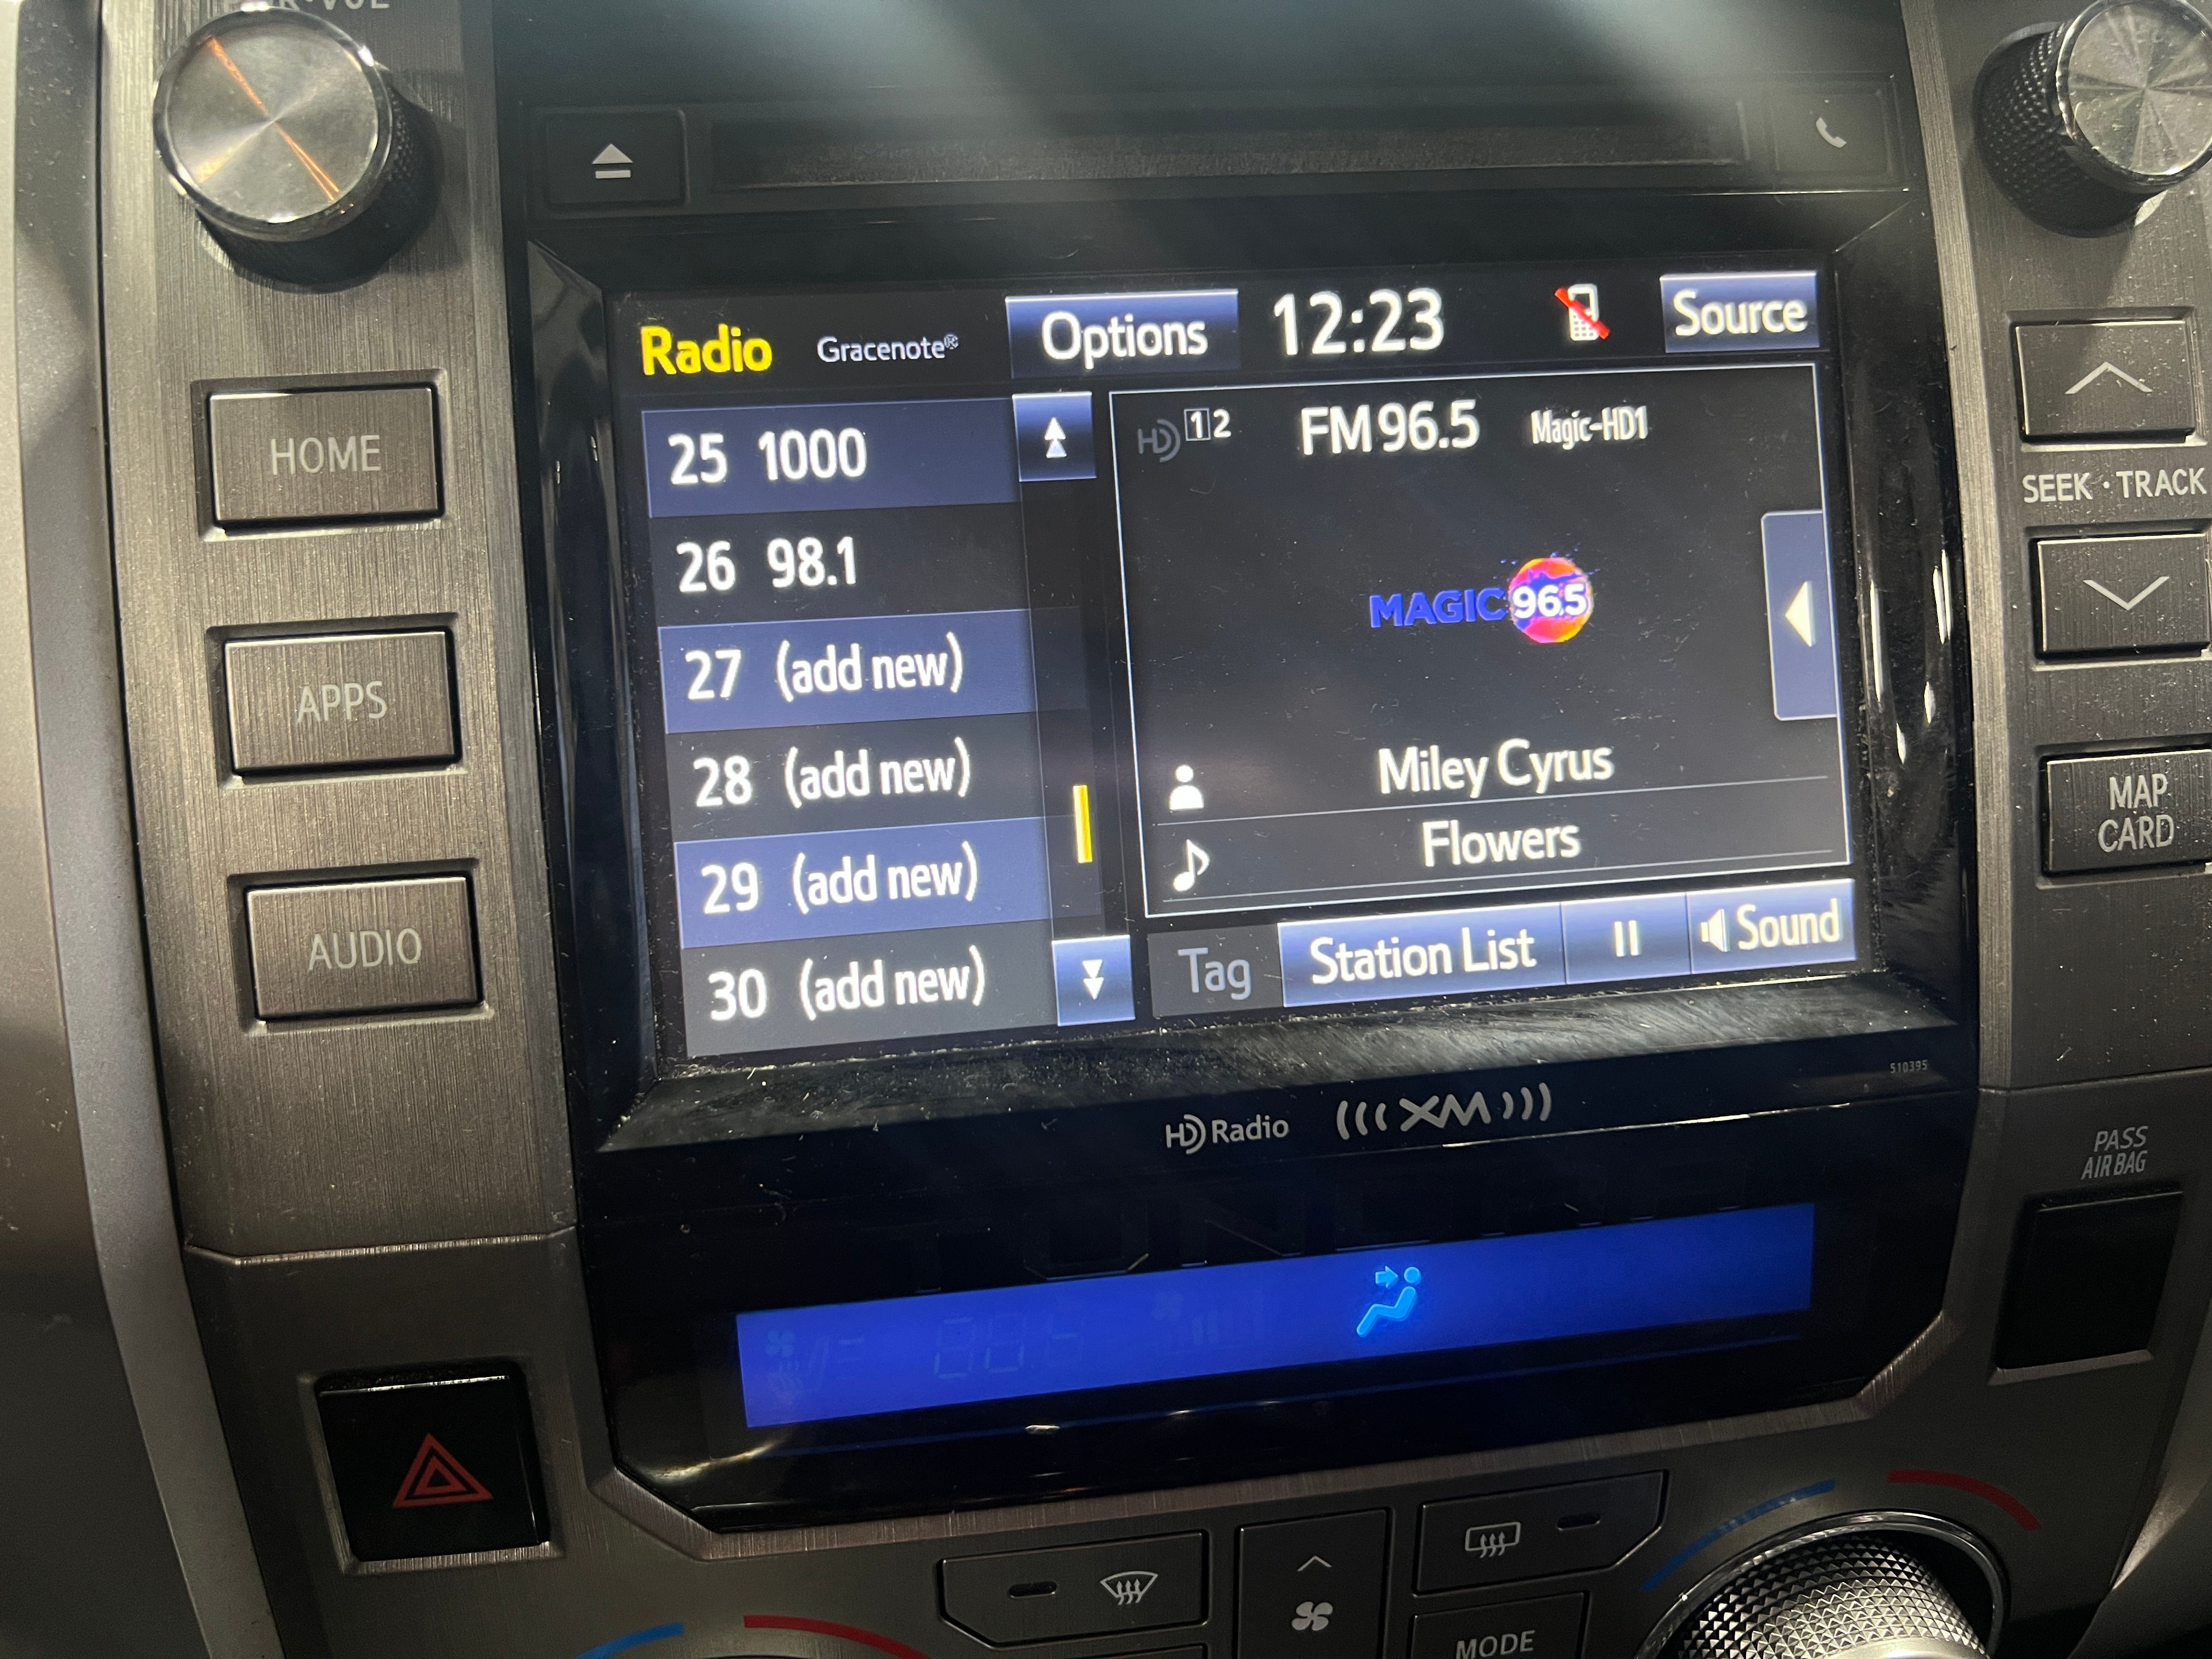 Radio Gracenote® Options 12:23 Source
25 1000
26 98.1
27 (add new)
28 (add new)
29 (add new)
30 (add new)
HD 12 FM 96.5 Magic-HD1
MAGIC 96.5
Miley Cyrus
Flowers
Tag Station List Sound
HOME
APPS
AUDIO
SEEK · TRACK
MAP
CARD
510395
HD Radio (((XM)))
PASS
AIR BAG
MODE